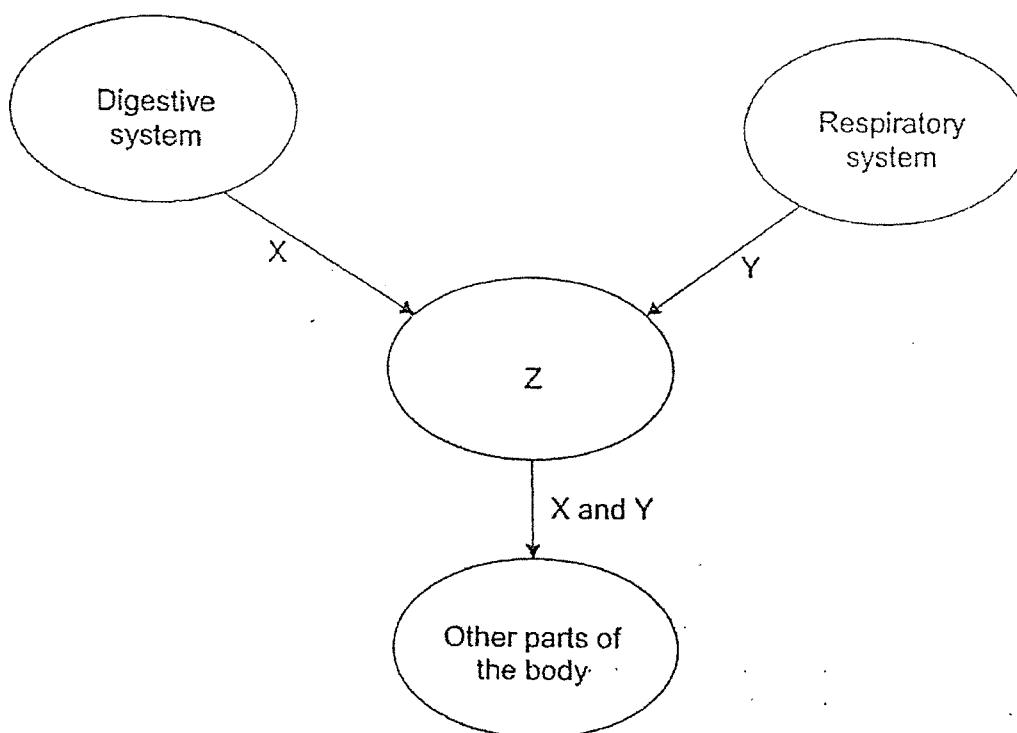 Digestive
system
Respiratory
system
X
Y
Z
X and Y
Other parts of
the body